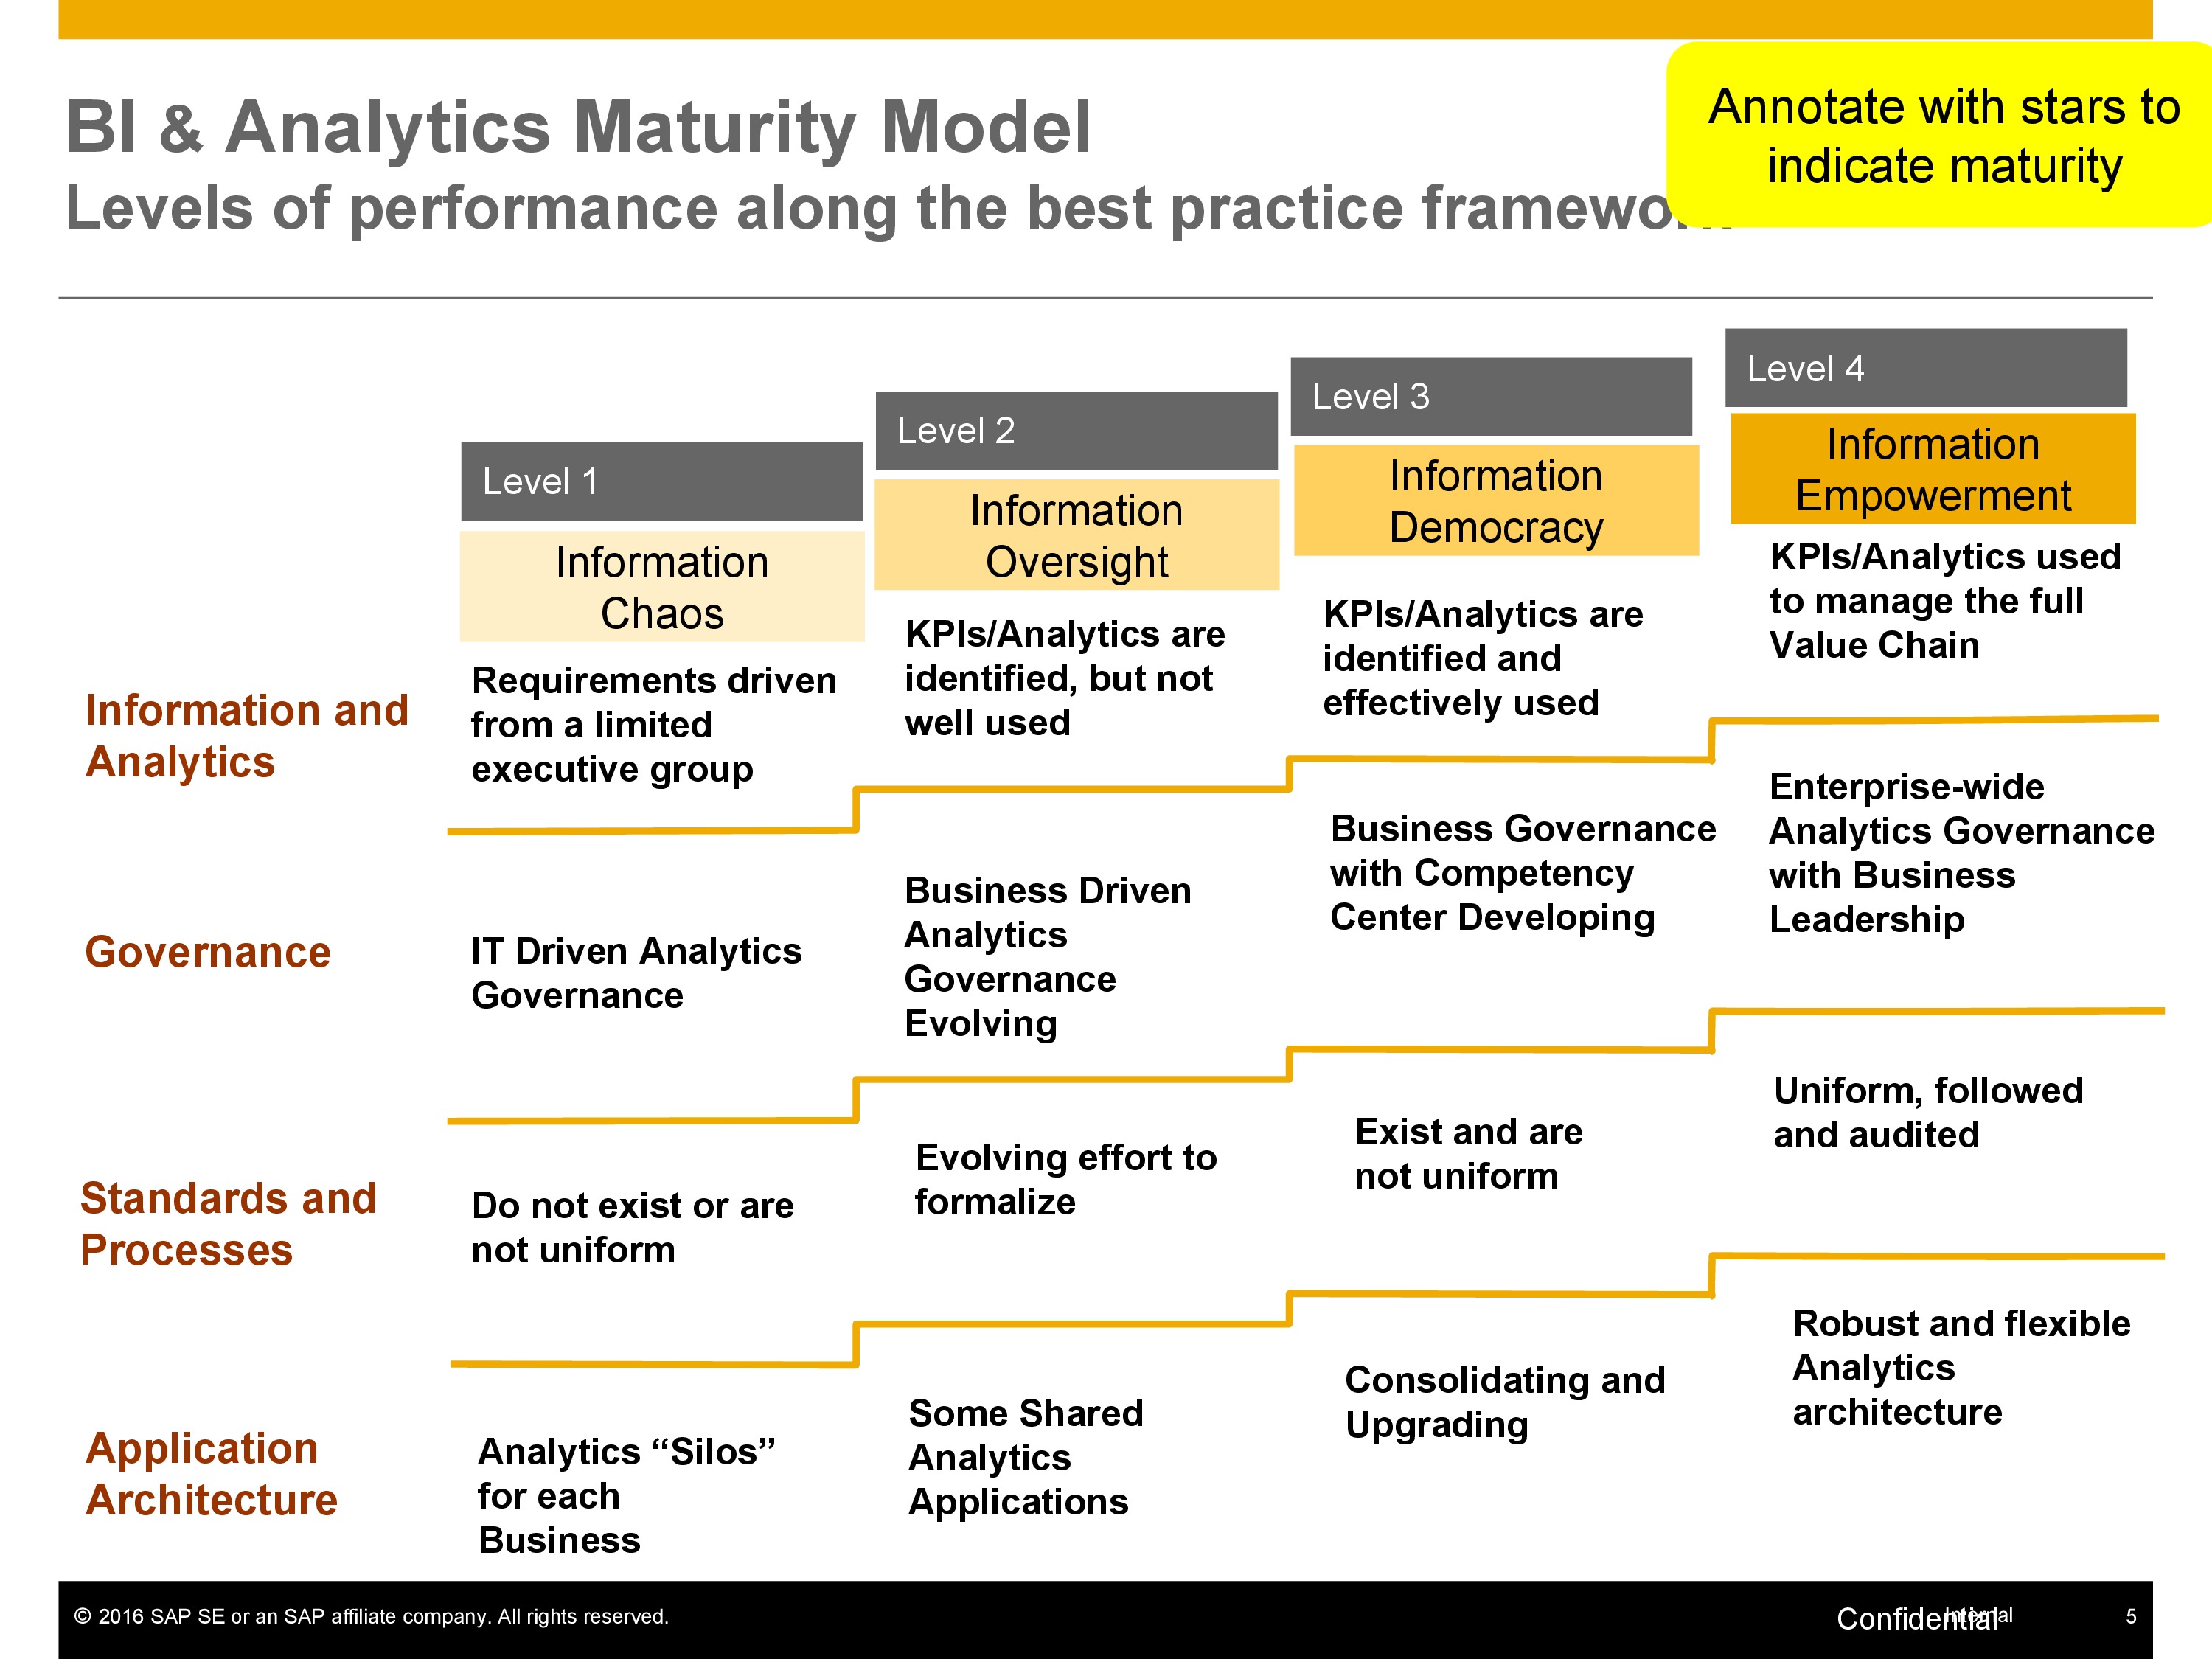 Annotate with stars to
indicate maturity
BI & Analytics Maturity Model
Levels of performance along the best practice framework
Level 1
Level 2
Level 3
Level 4
Information
Chaos
Information
Oversight
Information
Democracy
Information
Empowerment
Information and
Analytics
Requirements driven
from a limited
executive group
KPIs/Analytics are
identified, but not
well used
KPIs/Analytics are
identified and
effectively used
KPIs/Analytics used
to manage the full
Value Chain
Governance
IT Driven Analytics
Governance
Business Driven
Analytics
Governance
Evolving
Business Governance
with Competency
Center Developing
Enterprise-wide
Analytics Governance
with Business
Leadership
Standards and
Processes
Do not exist or are
not uniform
Evolving effort to
formalize
Exist and are
not uniform
Uniform, followed
and audited
Application
Architecture
Analytics “Silos”
for each
Business
Some Shared
Analytics
Applications
Consolidating and
Upgrading
Robust and flexible
Analytics
architecture
© 2016 SAP SE or an SAP affiliate company. All rights reserved.
Confidential
Internal
5